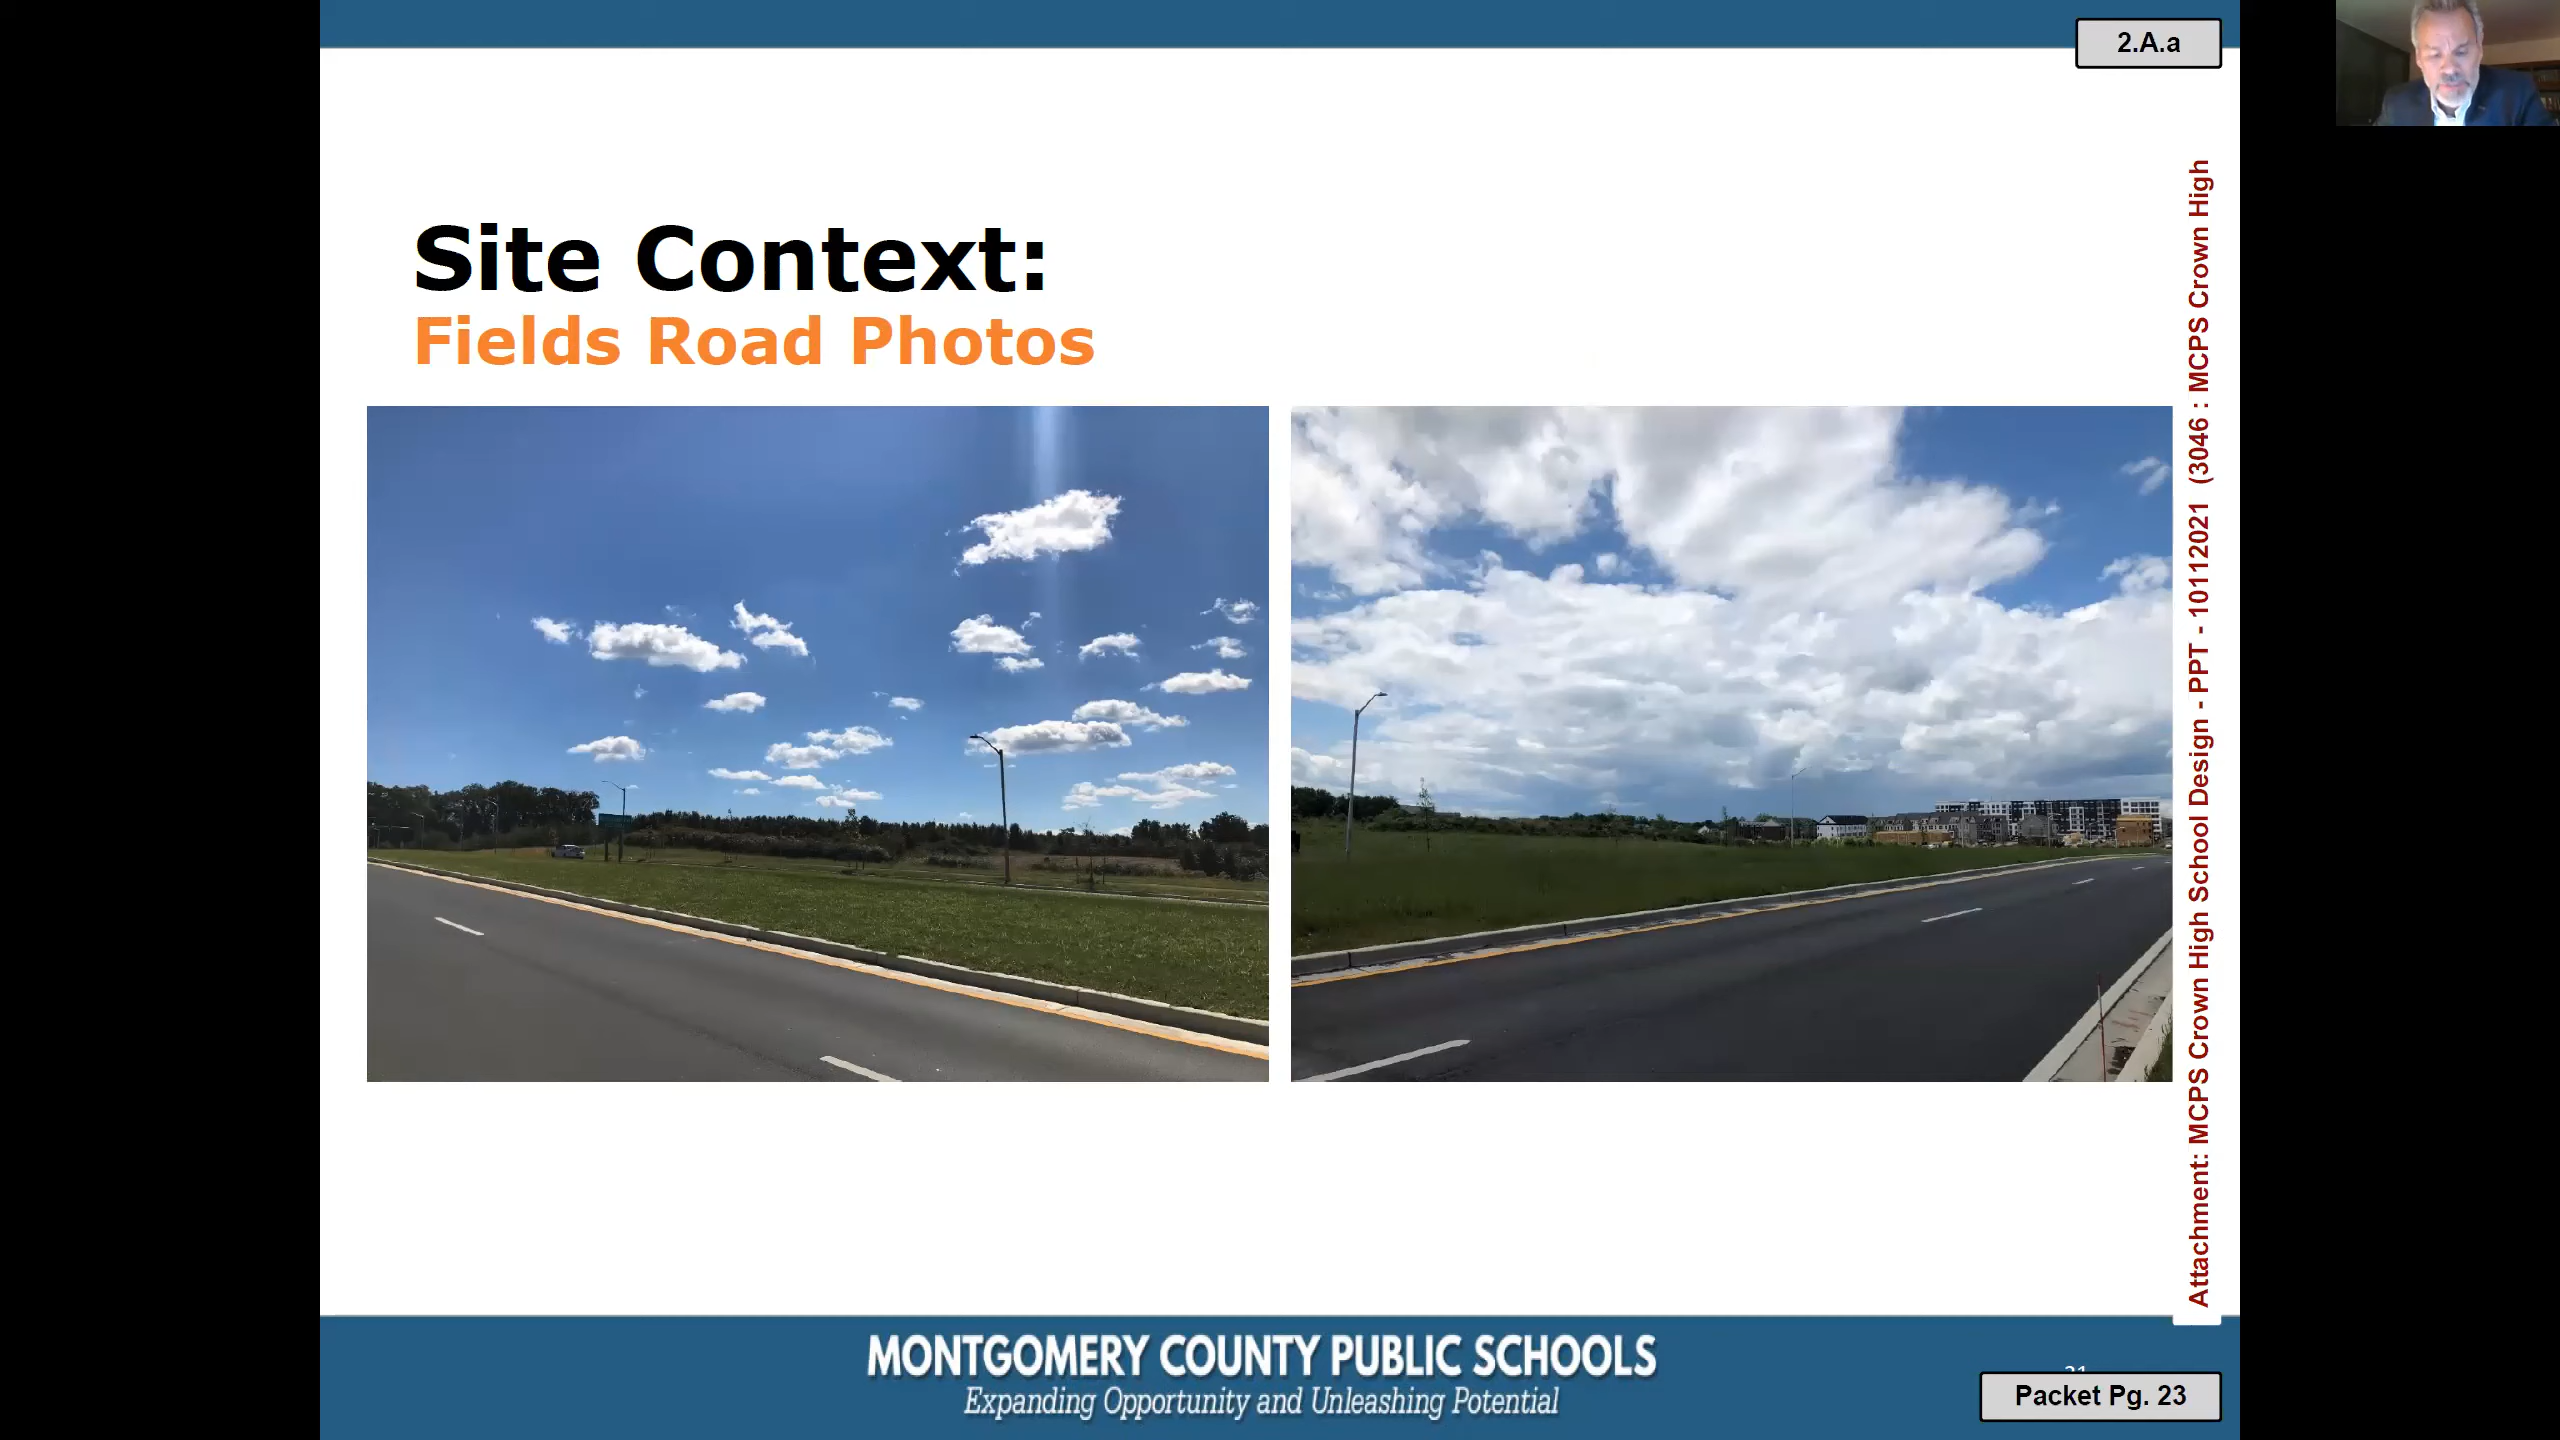 2.A.a
Site Context:
Fields Road Photos
Attachment: MCPS Crown High School Design - PPT - 10112021 (3046 : MCPS Crown High
MONTGOMERY COUNTY PUBLIC SCHOOLS
Expanding Opportunity and Unleashing Potential
Packet Pg. 23